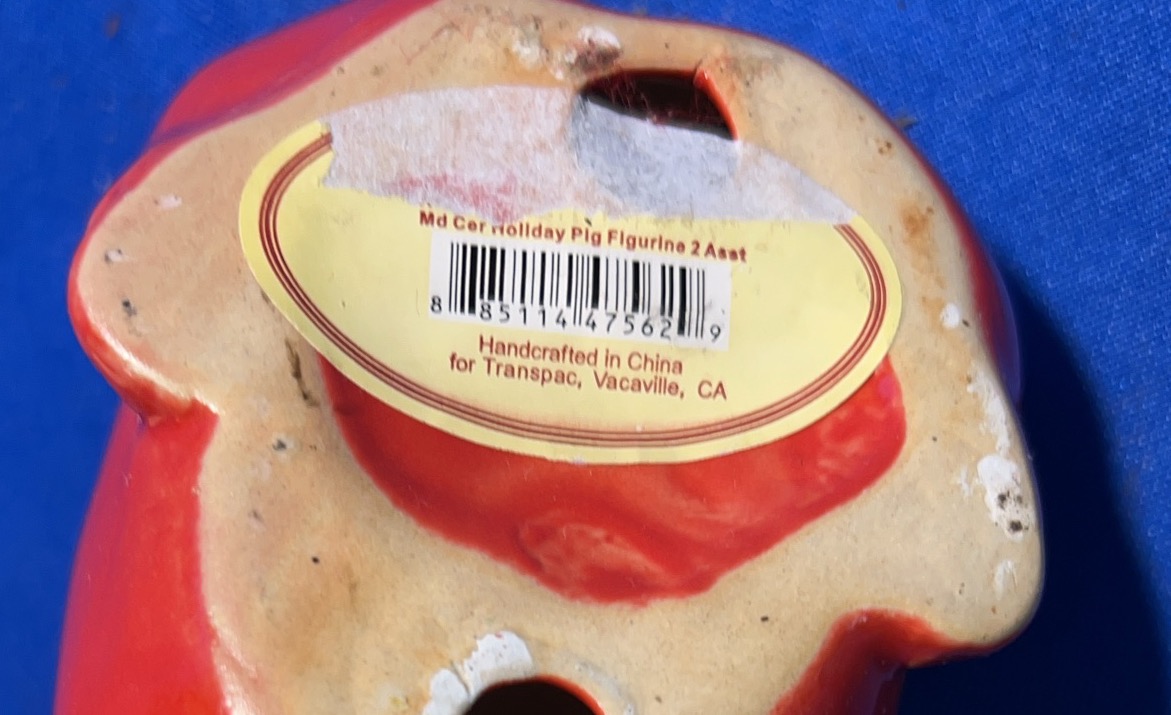 Md Cer Holiday Pig Figurine 2 Asst
8 85114 47562 9
Handcrafted in China
for Transpac, Vacaville, CA